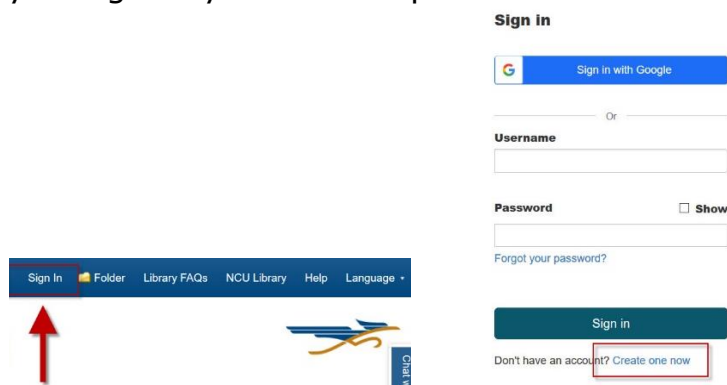 Sign in
Sign in with Google
Or
Username
Password Show
Forgot your password?
Sign in
Don't have an account? Create one now
Sign In Folder Library FAQs NCU Library Help Language
Chat